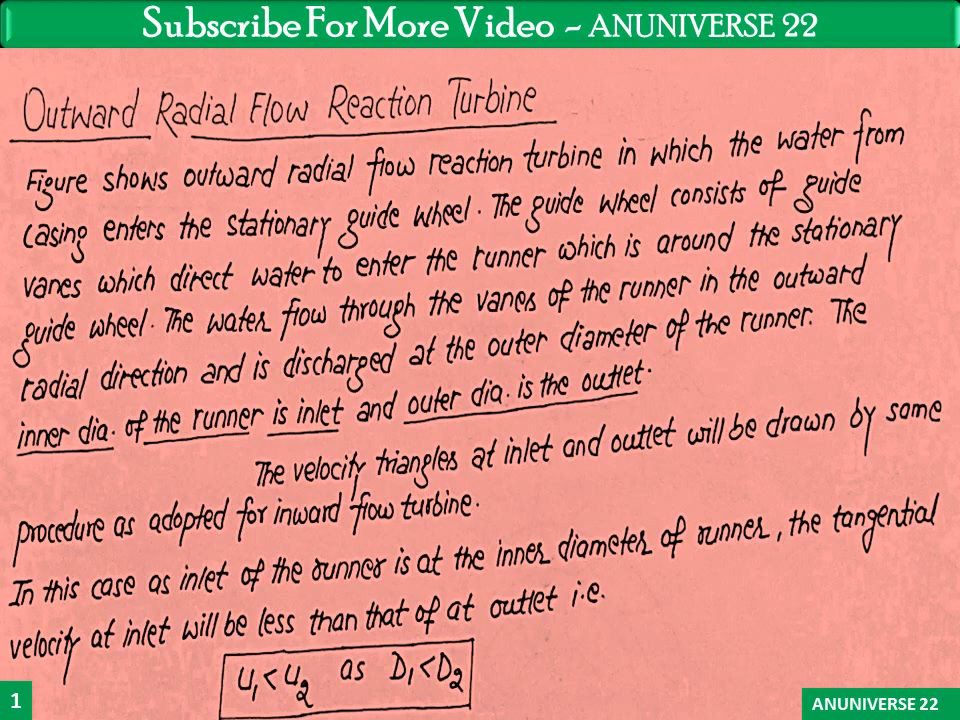 Subscribe For More Video - ANUNIVERSE 22
Outward Radial Flow Reaction Turbine
Figure shows outward radial flow reaction turbine in which the water from
casing enters the stationary guide wheel. The guide wheel consists of guide
vanes which direct water to enter the runner which is around the stationary
guide wheel. The water flow through the vanes of the runner in the outward
radial direction and is discharged at the outer diameter of the runner. The
inner dia. of the runner is inlet and outer dia. is the outlet.
The velocity triangles at inlet and outlet will be drawn by same
procedure as adopted for inward flow turbine.
In this case as inlet of the runner is at the inner diameter of runner, the tangential
velocity at inlet will be less than that of at outlet i.e.
U₁ < U₂ as D₁ < D₂
1
ANUNIVERSE 22